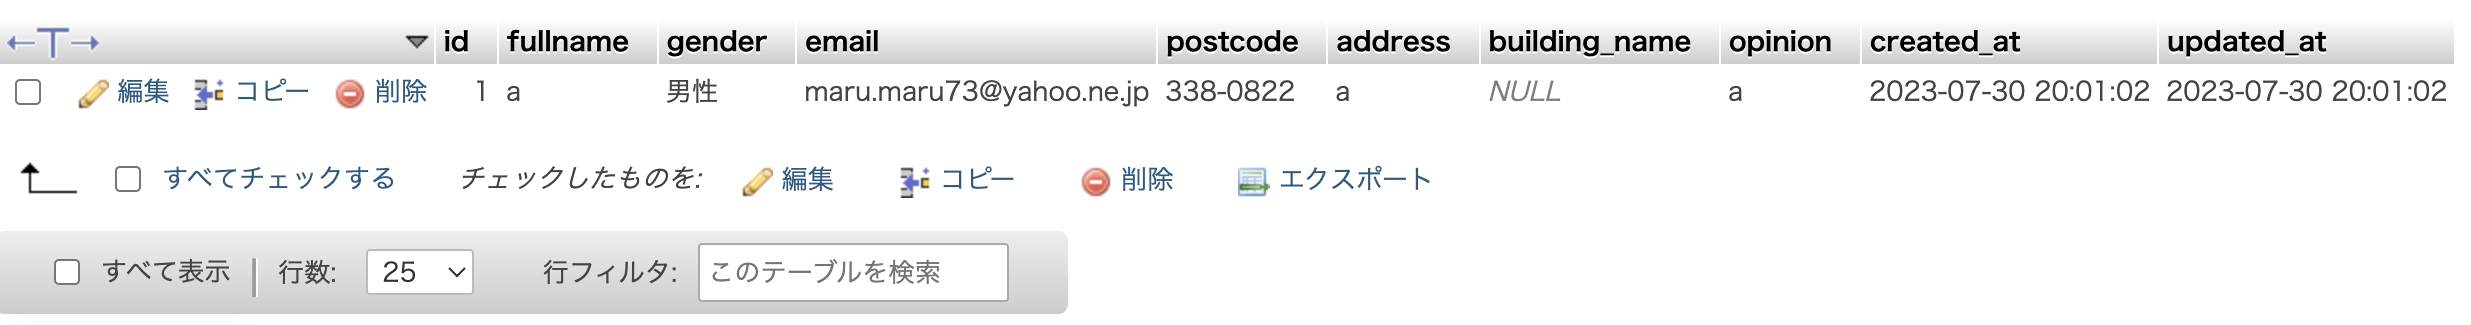 id fullname gender email postcode address building_name opinion created_at updated_at
編集 コピー 削除 1 a 男性 maru.maru73@yahoo.ne.jp 338-0822 a NULL a 2023-07-30 20:01:02 2023-07-30 20:01:02
すべてチェックする チェックしたものを: 編集 コピー 削除 エクスポート
すべて表示 行数: 25 行フィルタ: このテーブルを検索